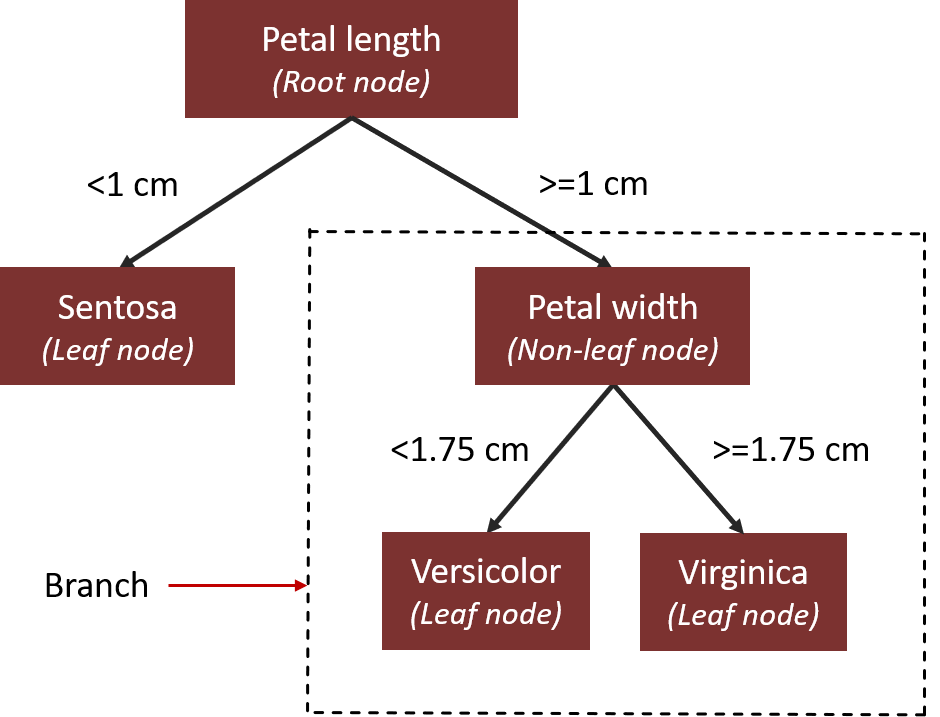 Petal length
(Root node)
<1 cm
>=1 cm
Sentosa
(Leaf node)
Petal width
(Non-leaf node)
<1.75 cm
>=1.75 cm
Branch
Versicolor
(Leaf node)
Virginica
(Leaf node)